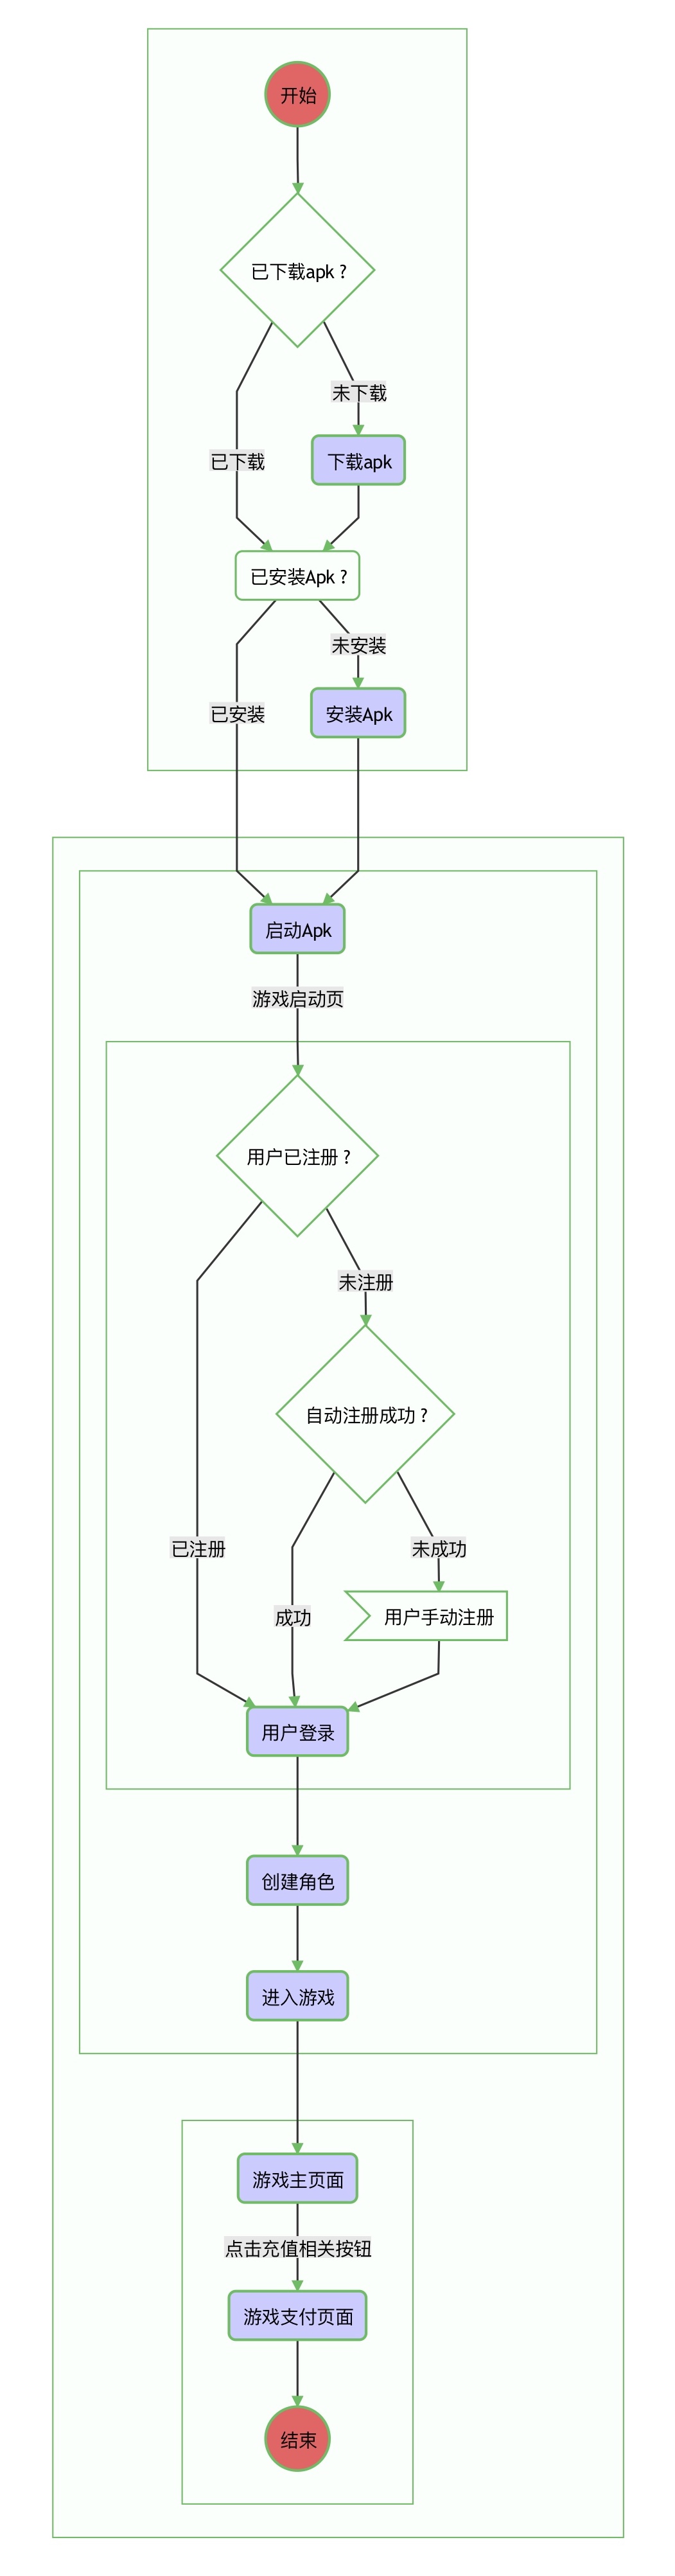 开始
已下载apk？
未下载
已下载
下载apk
已安装Apk？
未安装
已安装
安装Apk
启动Apk
游戏启动页
用户已注册？
未注册
自动注册成功？
已注册
未成功
成功
用户手动注册
用户登录
创建角色
进入游戏
游戏主页面
点击充值相关按钮
游戏支付页面
结束